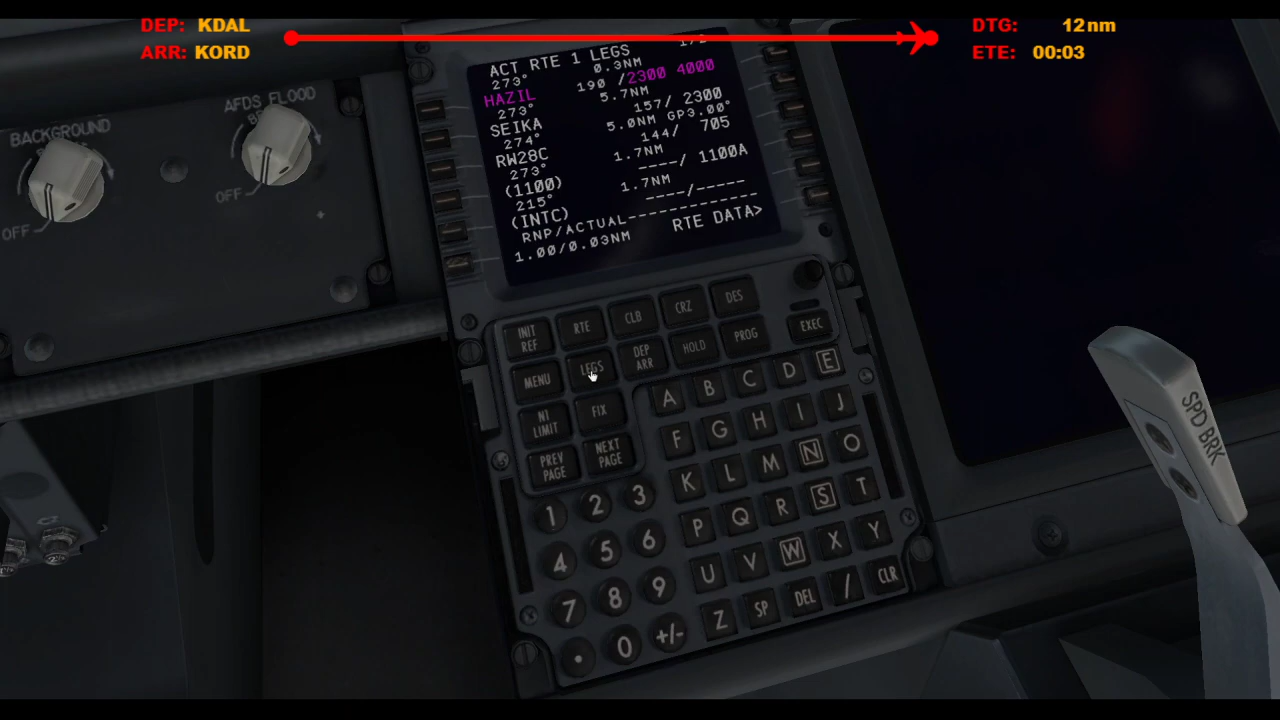 DEP: KDAL
ARR: KORD
DTG: 12 nm
ETE: 00:03
BACKGROUND
OFF
AFDS FLOOD
OFF
ACT RTE 1 LEGS 1/2
273° 0.3NM
HAZIL 190 /2300 4000
273° 5.7NM
SEIKA 157/ 2300
274° 5.0NM GP3.00°
RW28C 144/ 705
273° 1.7NM
(1100) ----/ 1100A
215° 1.7NM
(INTC) ----/-----
RNP/ACTUAL-------------
1.00/0.03NM RTE DATA>
INIT REF RTE CLB CRZ DES
MENU LEGS DEP ARR HOLD PROG EXEC
N1 LIMIT FIX
PREV PAGE NEXT PAGE
A B C D E
F G H I J
K L M N O
P Q R S T
U V W X Y
Z SP DEL / CLR
1 2 3
4 5 6
7 8 9
. 0 +/-
SPD BRK